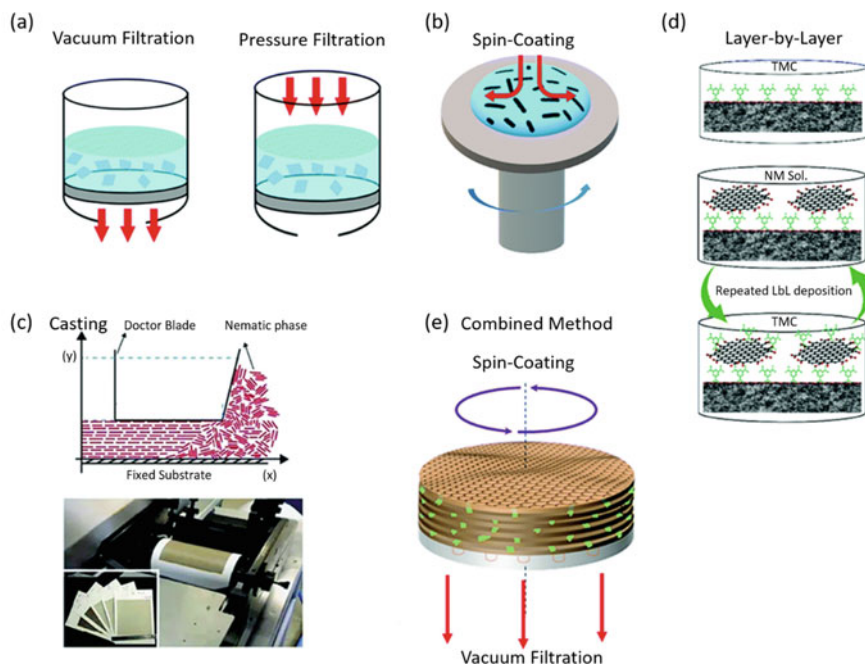 (a)
Vacuum Filtration
Pressure Filtration
(b)
Spin-Coating
(d)
Layer-by-Layer
TMC
NM Sol.
Repeated LbL deposition
TMC
(c)
Casting
Doctor Blade
Nematic phase
(y)
Fixed Substrate
(x)
(e)
Combined Method
Spin-Coating
Vacuum Filtration